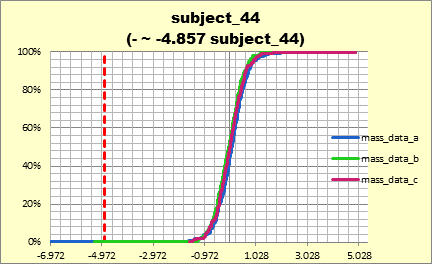 subject_44
(- ~ -4.857 subject_44)
100%
80%
60%
40%
20%
0%
mass_data_a
mass_data_b
mass_data_c
-6.972 -4.972 -2.972 -0.972 1.028 3.028 5.028